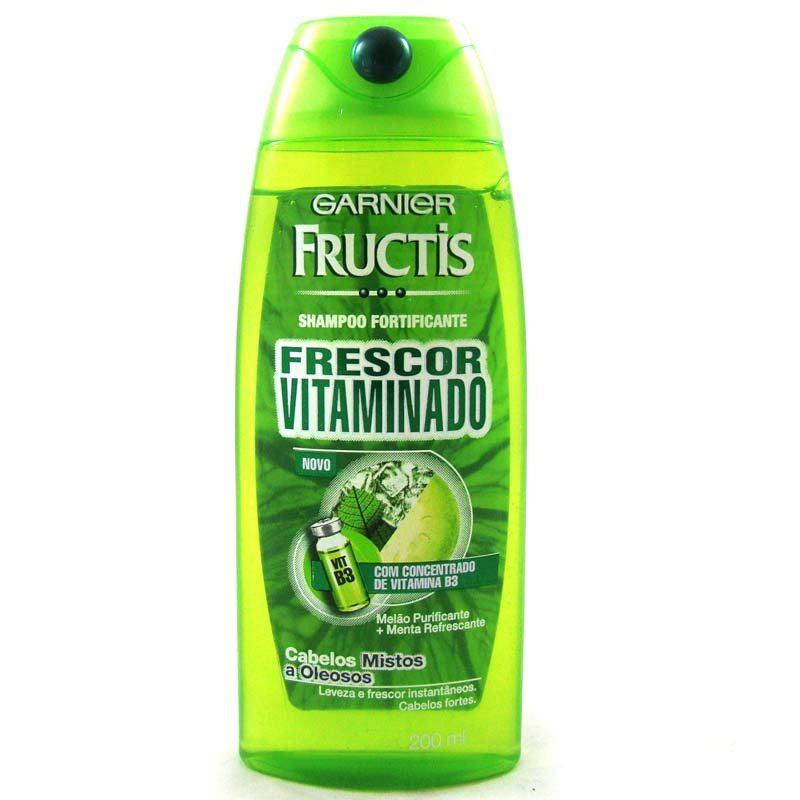 GARNIER
FRUCTIS
SHAMPOO FORTIFICANTE
FRESCOR
VITAMINADO
NOVO
VIT
B3
COM CONCENTRADO
DE VITAMINA B3
Melão Purificante
+ Menta Refrescante
Cabelos Mistos
a Oleosos
Leveza e frescor instantâneos.
Cabelos fortes.
200 ml